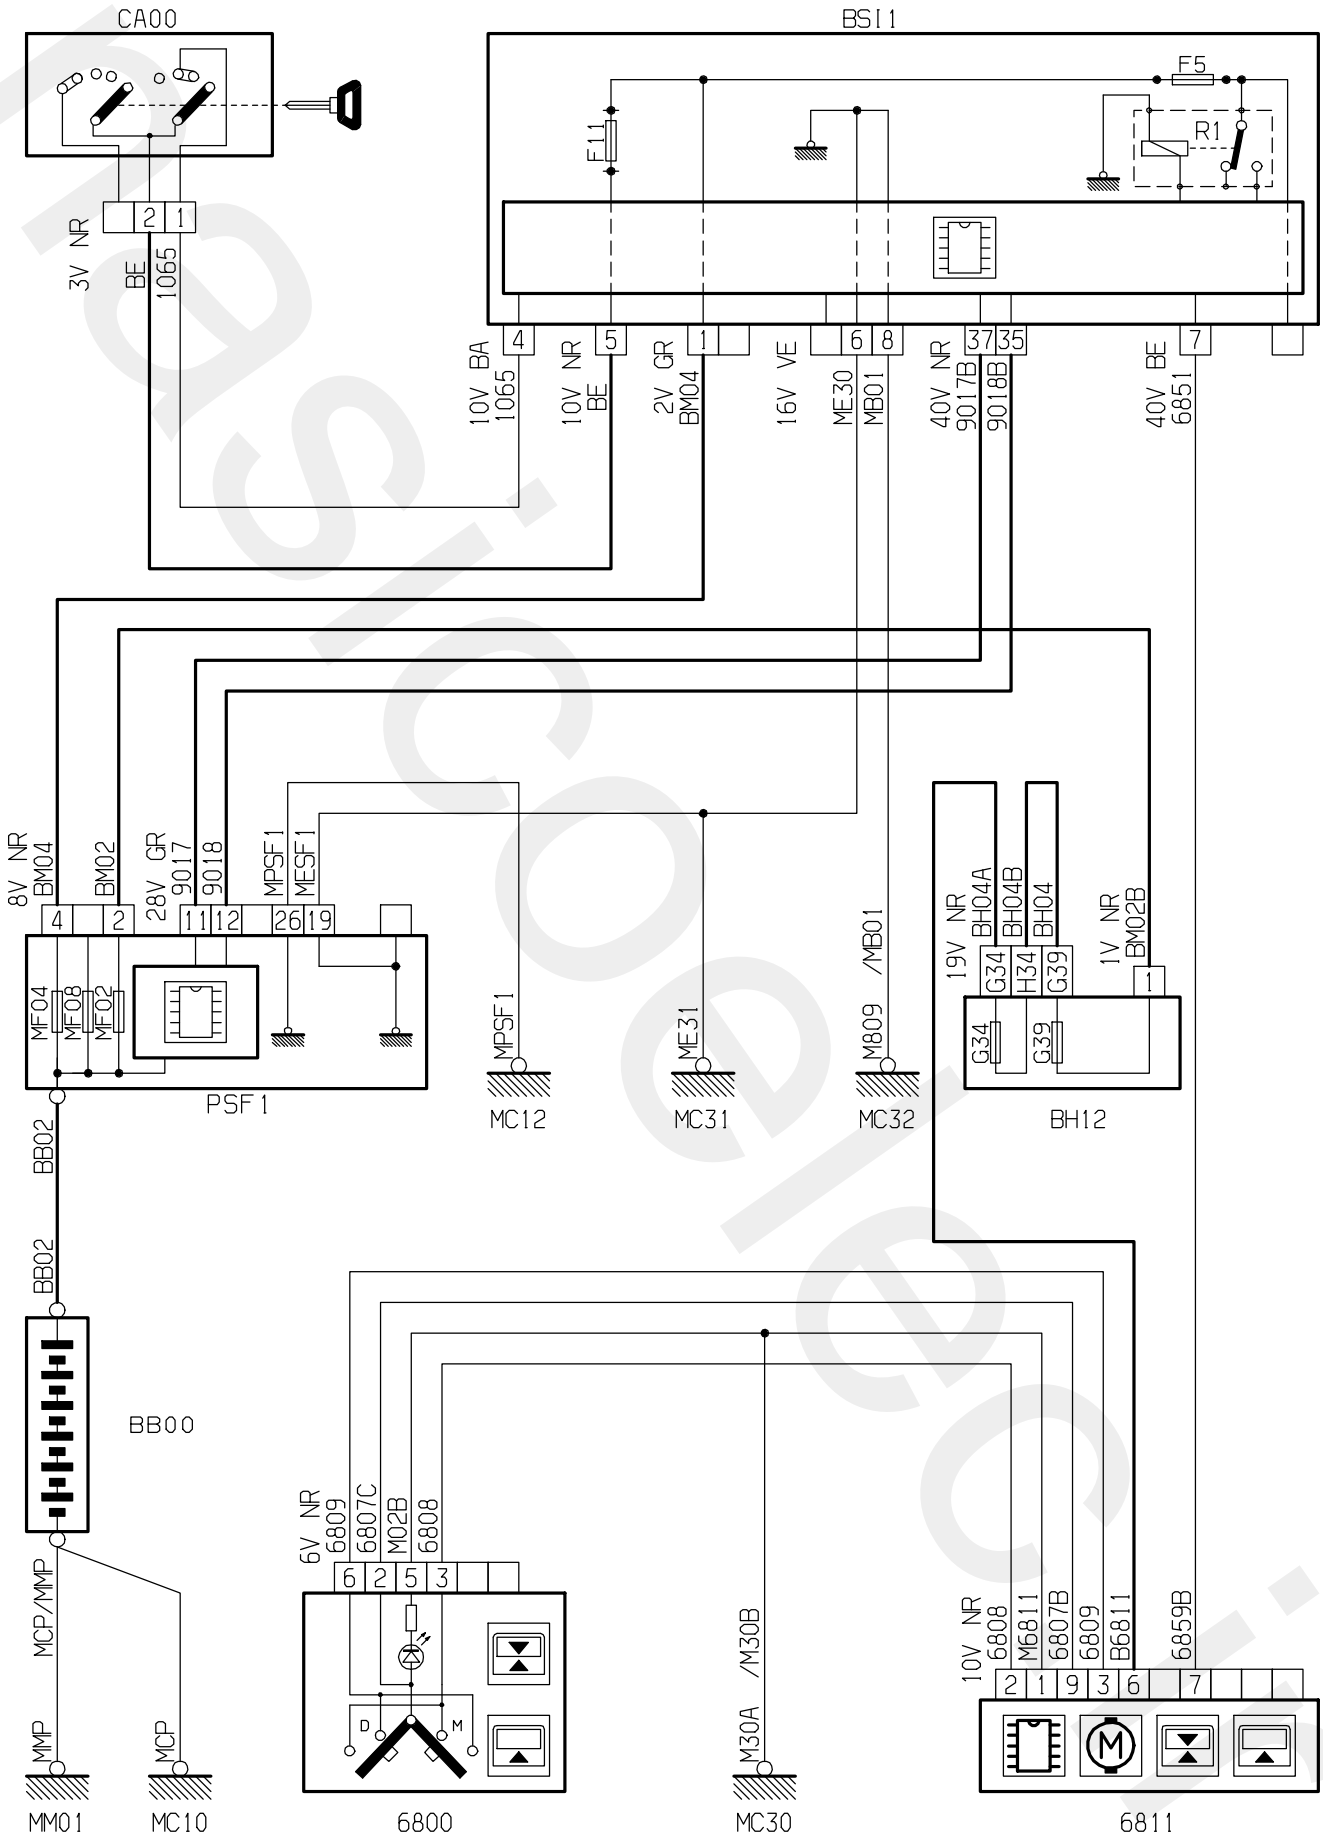 CA00
BSI1
F5
R1
F11
2
1
3V NR
BE
1065
4
5
1
6
8
37
35
7
10V BA
1065
10V NR
BE
2V GR
BM04
16V VE
ME30
MB01
40V NR
9017B
9018B
40V BE
6851
8V NR
BM04
BM02
28V GR
9017
9018
MPSF1
MESF1
4
2
11
12
26
19
MF04
MF08
MF02
PSF1
MPSF1
MC12
ME31
MC31
M809 /MB01
MC32
19V NR
BH04A
BH04B
BH04
1V NR
BM02B
G34
H34
G39
1
G34
G39
BH12
BB02
BB02
BB00
MCP/MMP
MMP
MCP
MM01
MC10
6V NR
6809
6807C
M02B
6808
6
2
5
3
D
M
6800
M30A /M30B
MC30
10V NR
6808
M6811
6807B
6809
B6811
6859B
2
1
9
3
6
7
M
6811